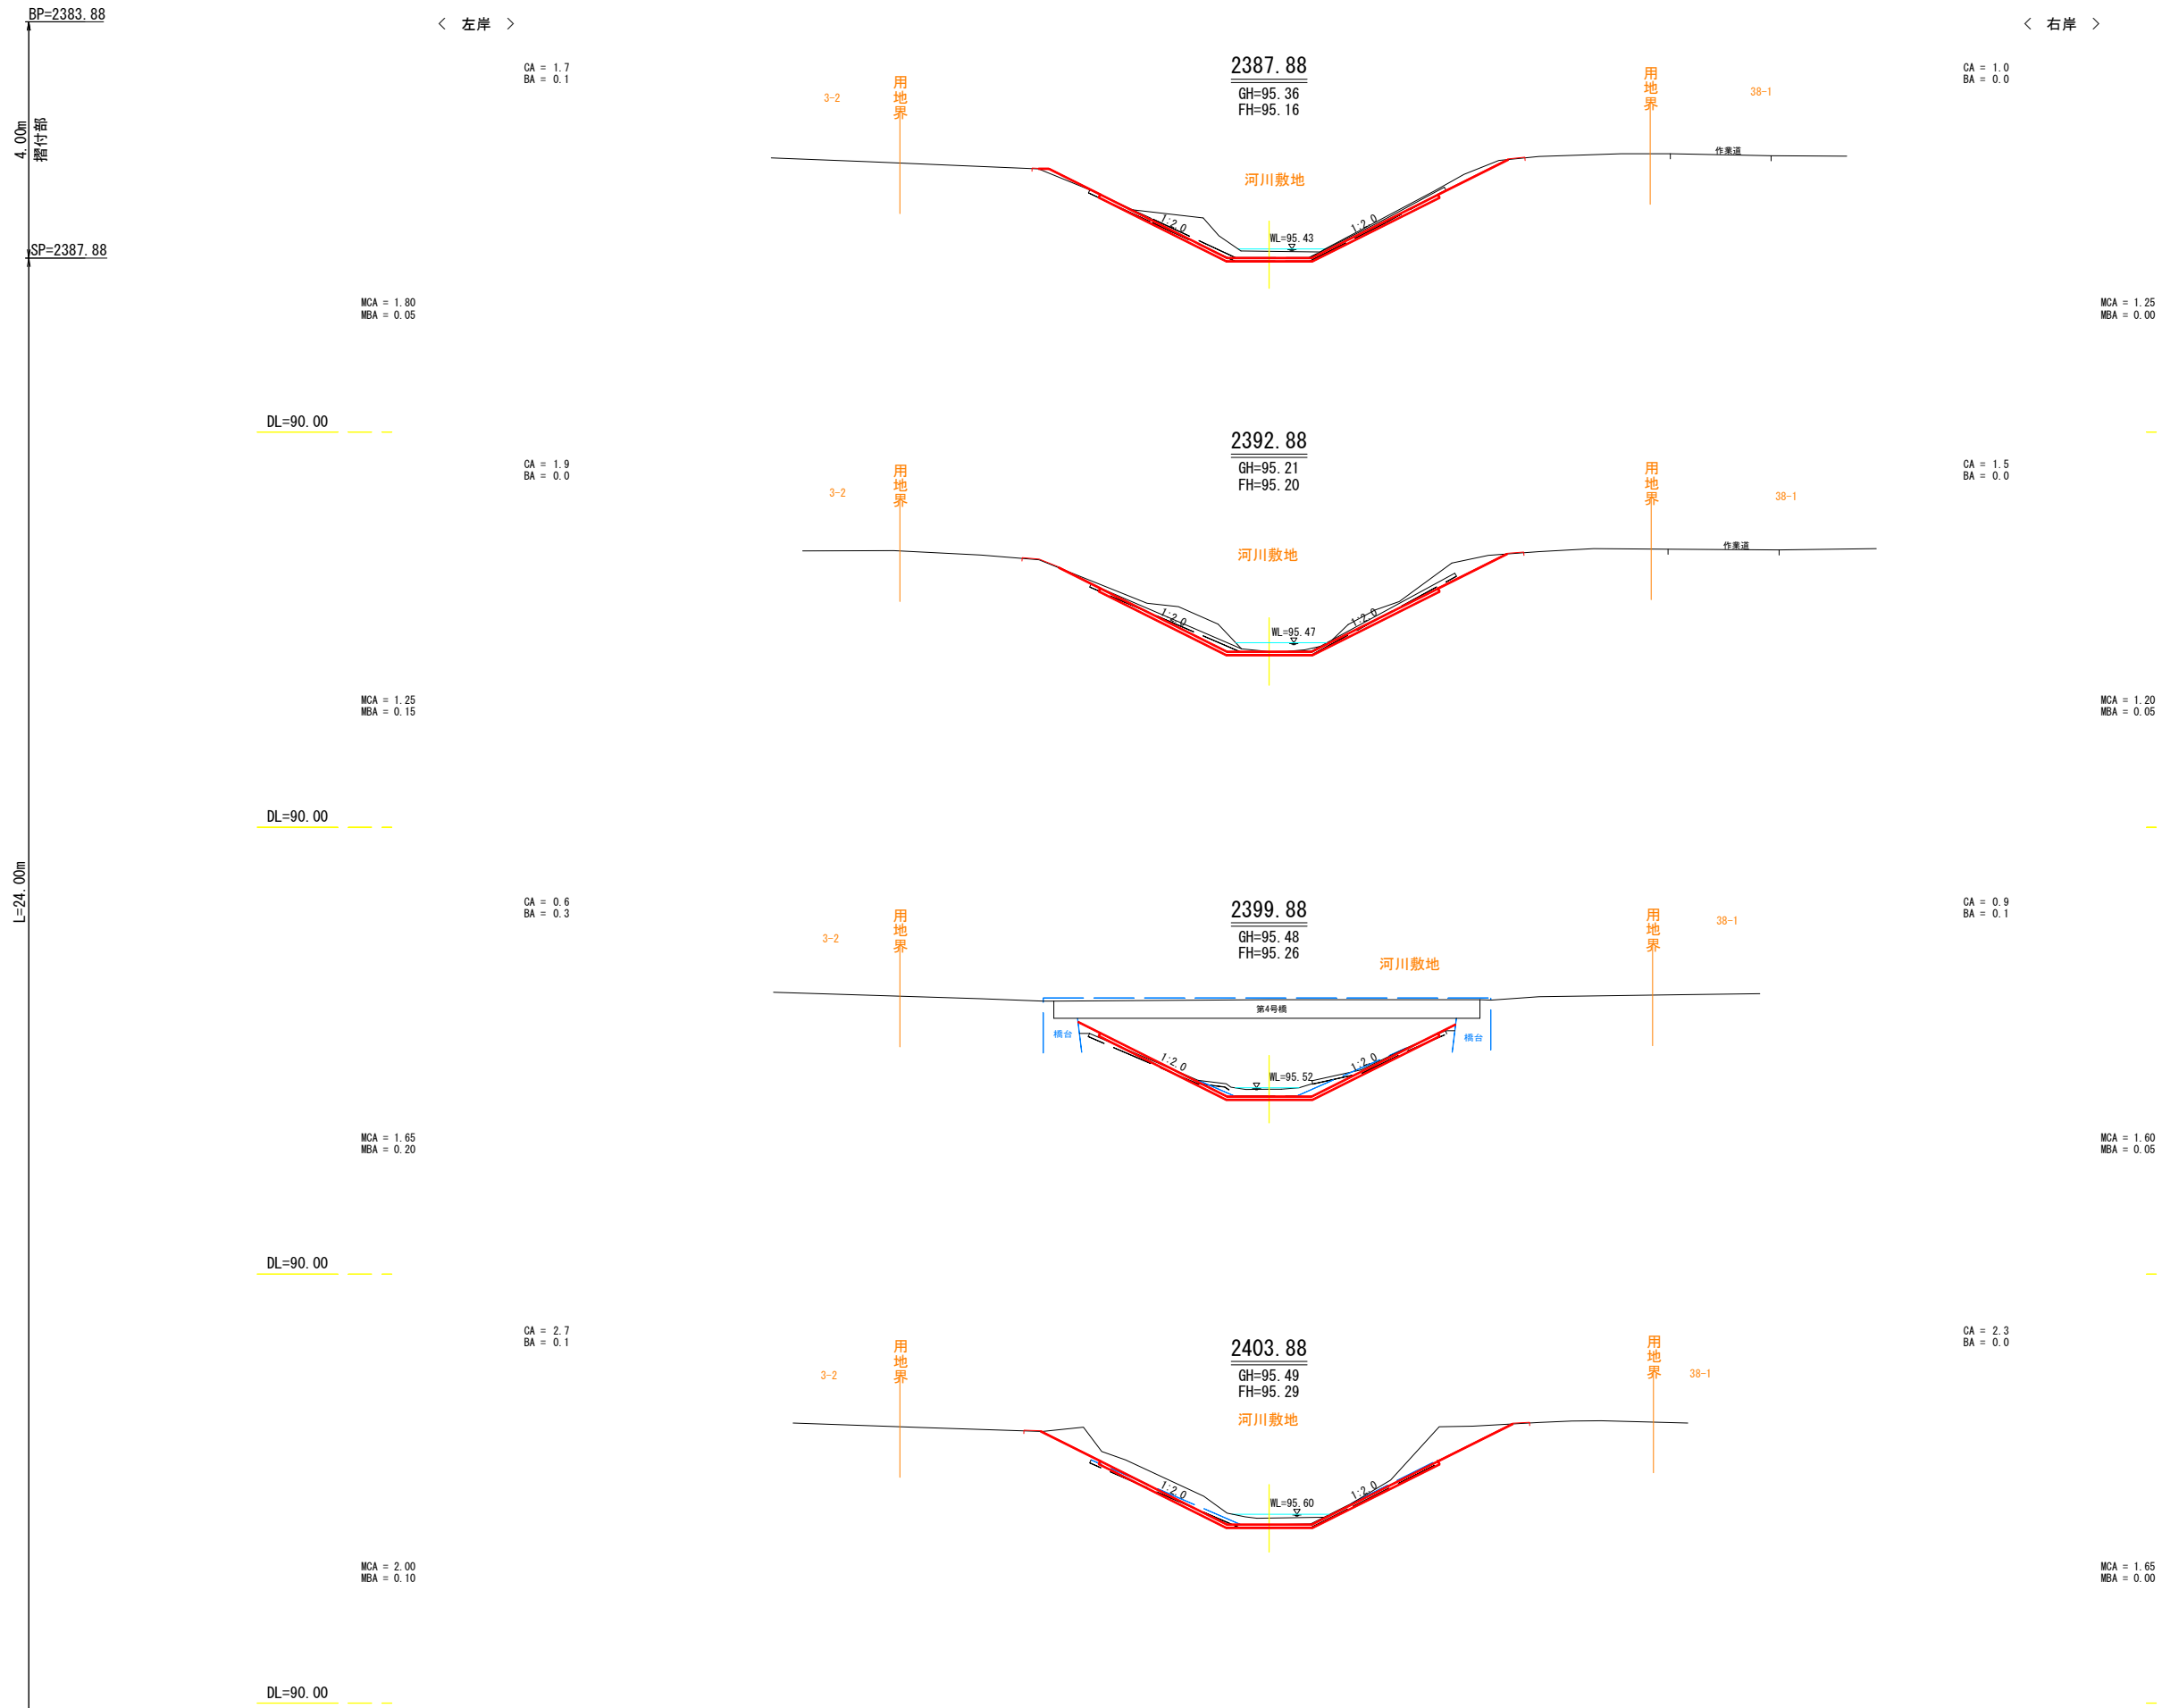 BP=2383.88
< 左岸 >
< 右岸 >
4.00m
摺付部
CA = 1.7
BA = 0.1
3-2
用地界
2387.88
GH=95.36
FH=95.16
用地界
38-1
CA = 1.0
BA = 0.0
作業道
河川敷地
1:2.0
1:2.0
WL=95.43
SP=2387.88
MCA = 1.80
MBA = 0.05
MCA = 1.25
MBA = 0.00
DL=90.00
L=24.00m
CA = 1.9
BA = 0.0
3-2
用地界
2392.88
GH=95.21
FH=95.20
用地界
38-1
CA = 1.5
BA = 0.0
作業道
河川敷地
1:2.0
1:2.0
WL=95.47
MCA = 1.25
MBA = 0.15
MCA = 1.20
MBA = 0.05
DL=90.00
CA = 0.6
BA = 0.3
3-2
用地界
2399.88
GH=95.48
FH=95.26
用地界
38-1
CA = 0.9
BA = 0.1
河川敷地
第4号橋
橋台
橋台
1:2.0
1:2.0
WL=95.52
MCA = 1.65
MBA = 0.20
MCA = 1.60
MBA = 0.05
DL=90.00
CA = 2.7
BA = 0.1
3-2
用地界
2403.88
GH=95.49
FH=95.29
用地界
38-1
CA = 2.3
BA = 0.0
河川敷地
1:2.0
1:2.0
WL=95.60
MCA = 2.00
MBA = 0.10
MCA = 1.65
MBA = 0.00
DL=90.00